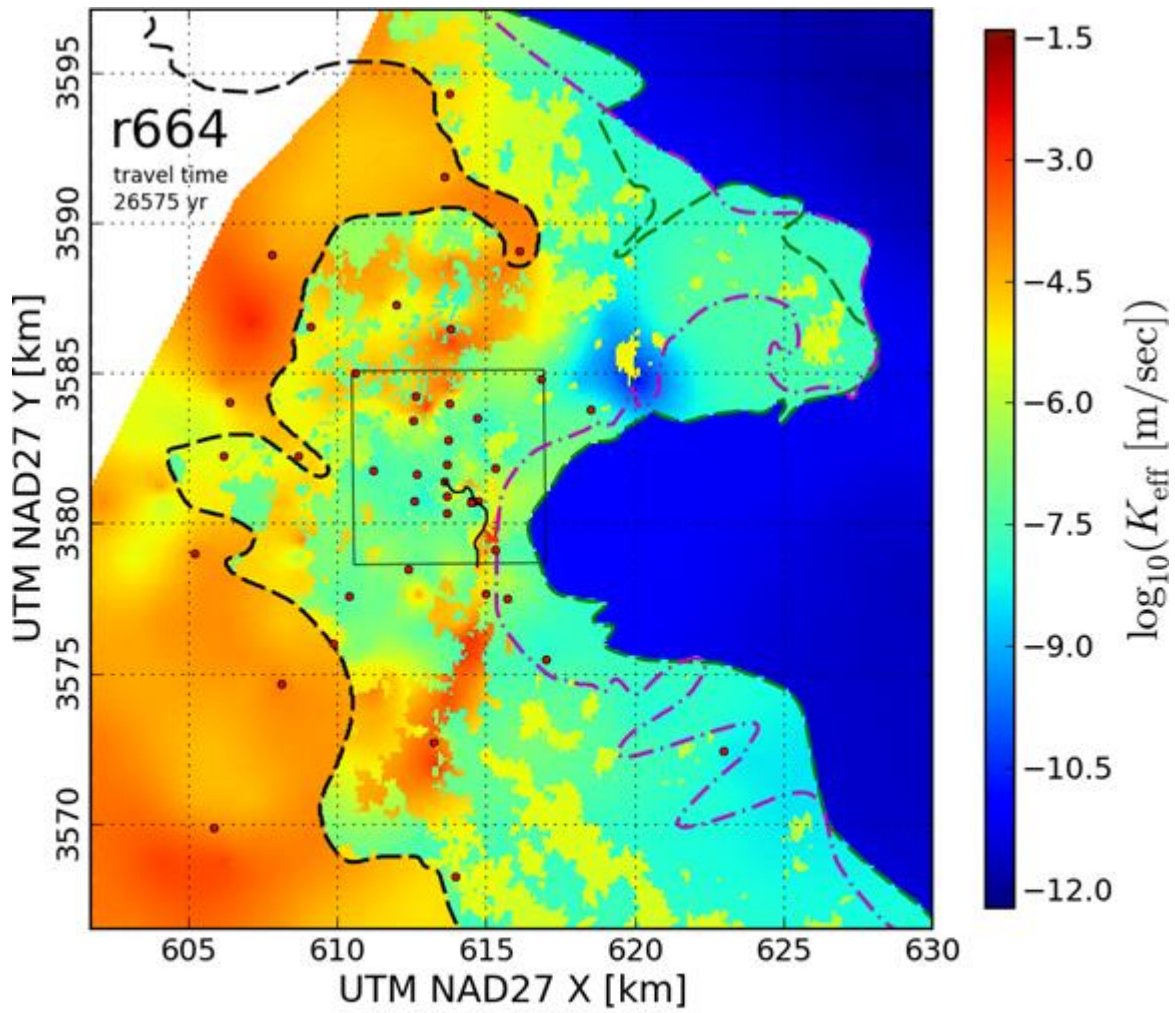 r664
travel time
26575 yr
3595
3590
3585
3580
3575
3570
UTM NAD27 Y [km]
605 610 615 620 625 630
UTM NAD27 X [km]
−1.5
−3.0
−4.5
−6.0
−7.5
−9.0
−10.5
−12.0
log10(Keff [m/sec])